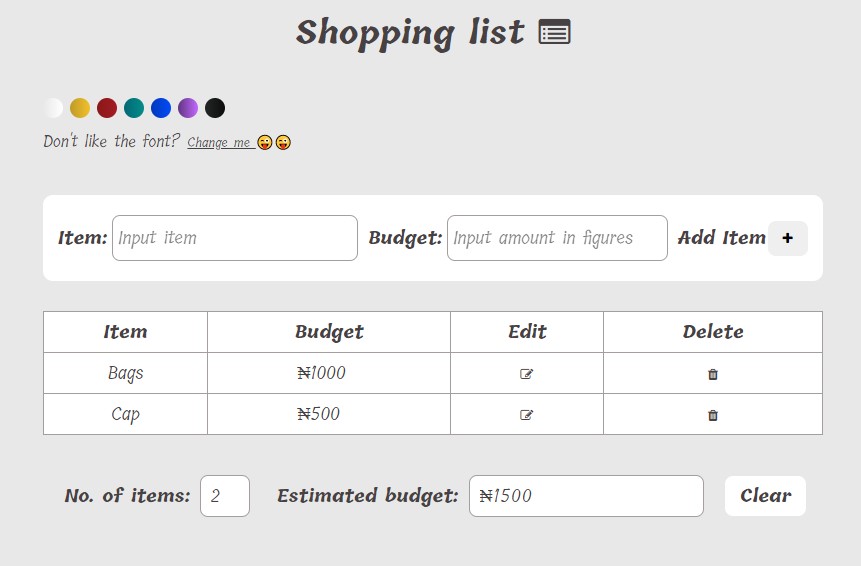 Shopping list
Don't like the font? Change me 😜😜
Item: Input item Budget: Input amount in figures Add Item +
Item Budget Edit Delete
Bags ₦1000
Cap ₦500
No. of items: 2 Estimated budget: ₦1500 Clear